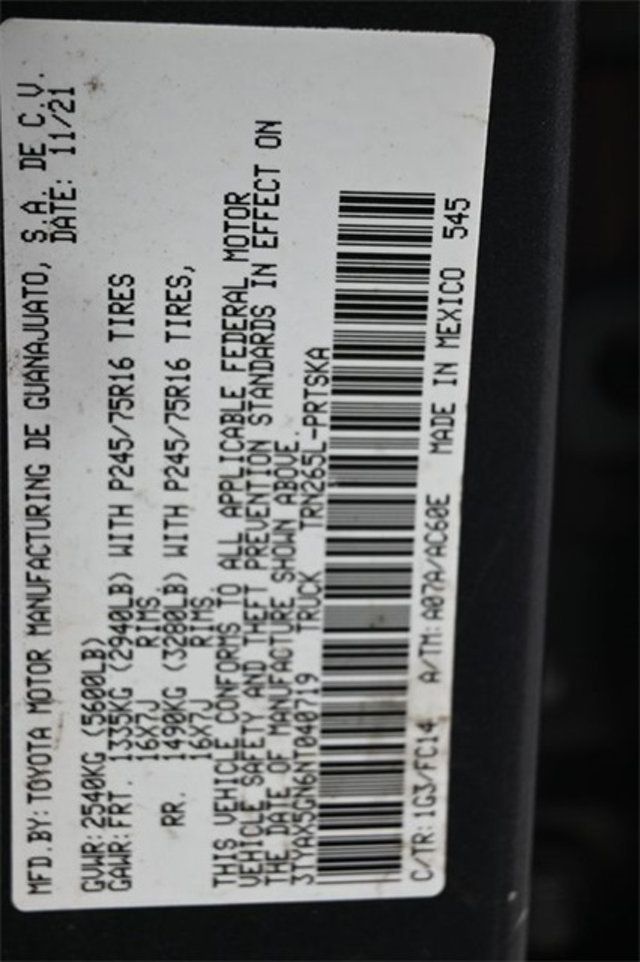 MFD.BY:TOYOTA MOTOR MANUFACTURING DE GUANAJUATO, S.A. DE C.V.
DATE: 11/21
GVWR:2540KG (5600LB)
GAWR:FRT. 1335KG (2940LB) WITH P245/75R16 TIRES
16X7J RIMS,
RR. 1490KG (3280LB) WITH P245/75R16 TIRES,
16X7J RIMS,
THIS VEHICLE CONFORMS TO ALL APPLICABLE FEDERAL MOTOR
VEHICLE SAFETY AND THEFT PREVENTION STANDARDS IN EFFECT ON
THE DATE OF MANUFACTURE SHOWN ABOVE.
3TYAX5GN6NT040719 TRUCK TRN265L-PRTSKA
C/TR:1G3/FC14 A/TM:A07A/AC60E MADE IN MEXICO 545